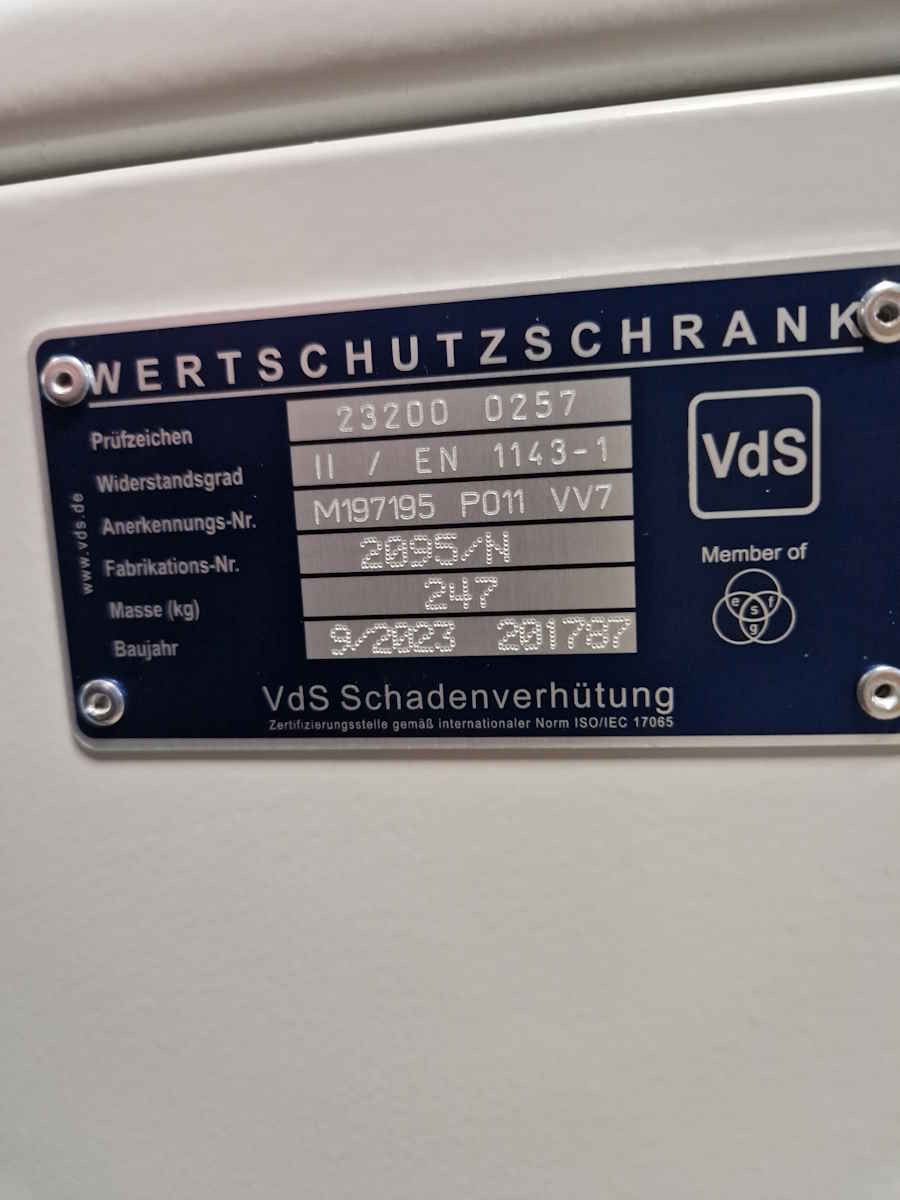 WERTSCHUTZSCHRANK
Prüfzeichen 23200 0257
Widerstandsgrad II / EN 1143-1
Anerkennungs-Nr. M197195 P011 VV7
Fabrikations-Nr. 2095/N
Masse (kg) 247
Baujahr 9/2023 201787
www.vds.de
VdS
Member of
e s f
g
VdS Schadenverhütung
Zertifizierungsstelle gemäß internationaler Norm ISO/IEC 17065